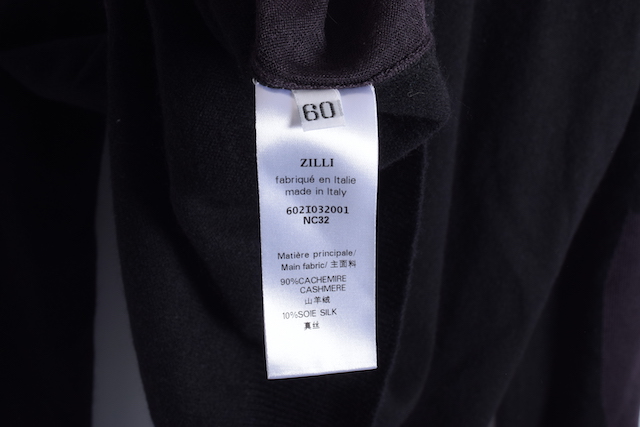 60
ZILLI
fabriqué en Italie
made in Italy
602I032001
NC32
Matière principale/
Main fabric/ 主面料
90%CACHEMIRE
CASHMERE
山羊绒
10%SOIE SILK
真丝